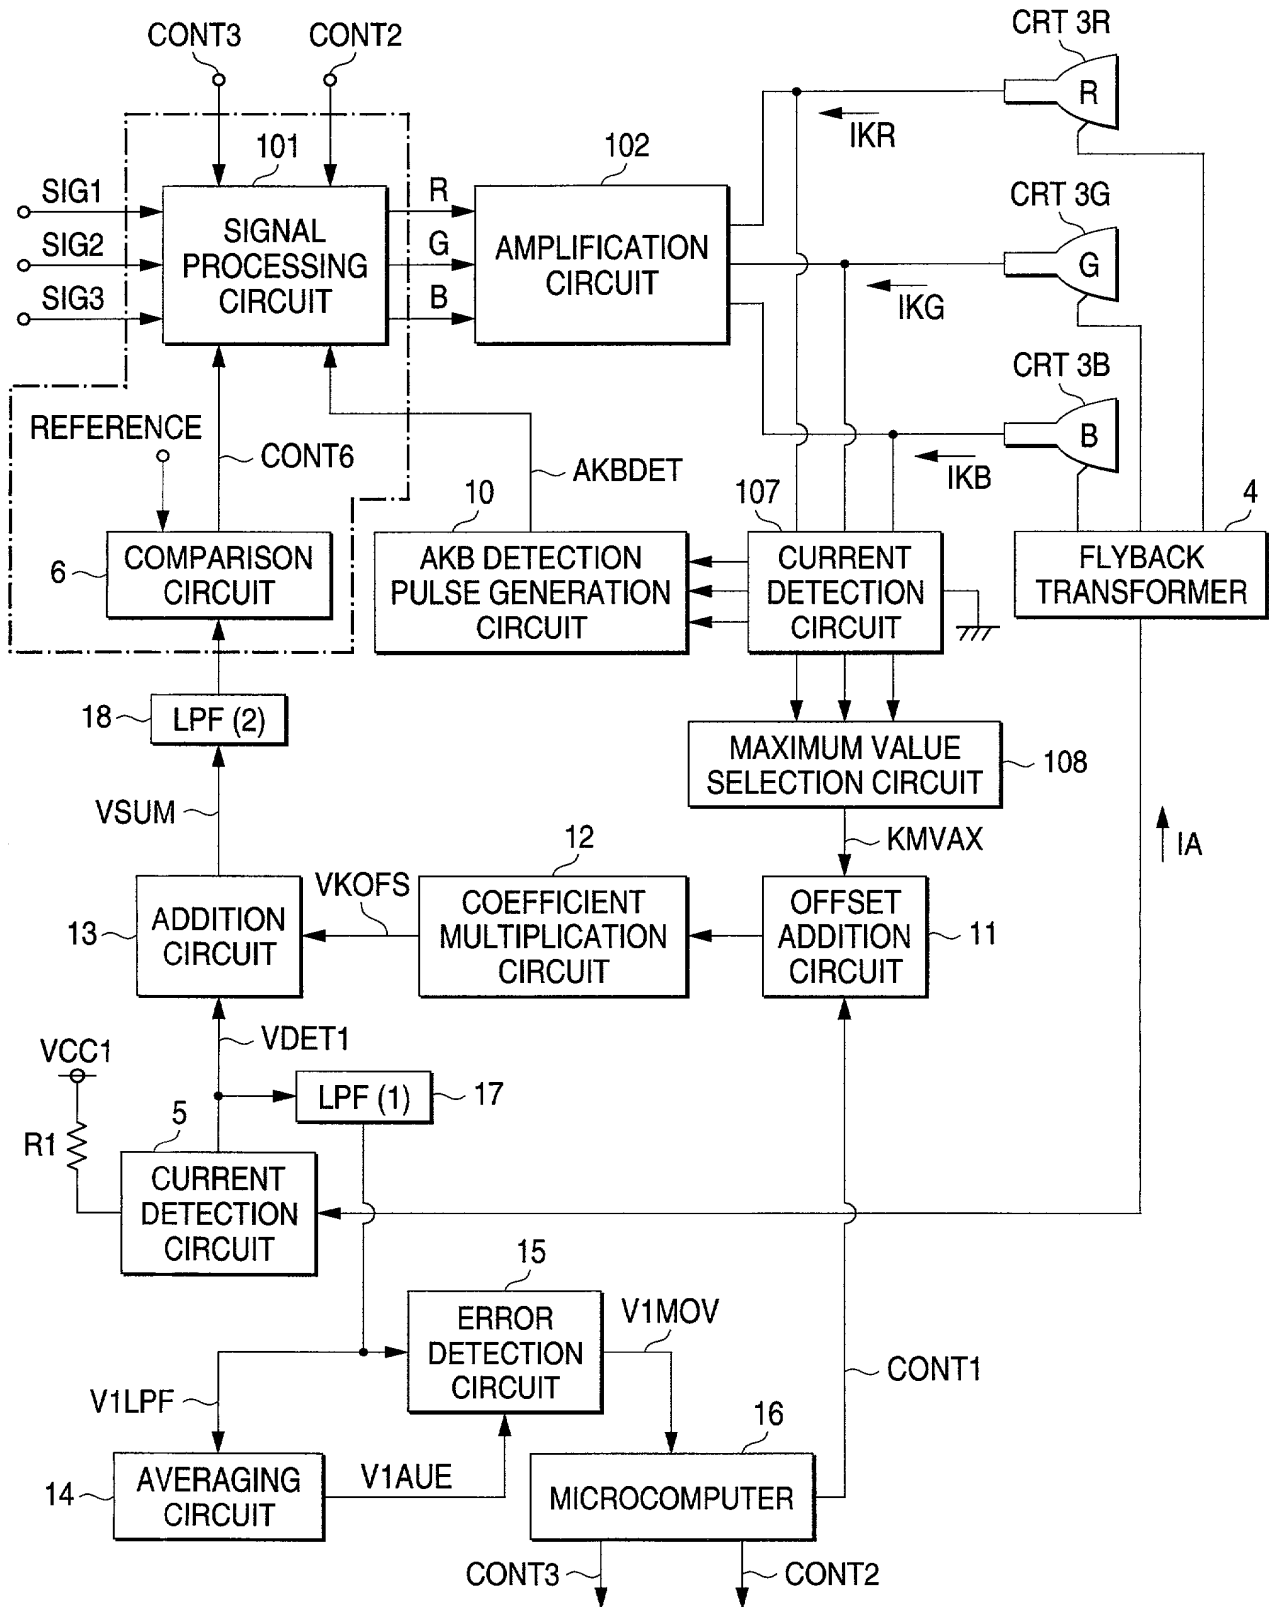 CONT3
CONT2
CRT 3R
R
IKR
101
102
SIG1
SIG2
SIG3
SIGNAL
PROCESSING
CIRCUIT
R
G
B
AMPLIFICATION
CIRCUIT
CRT 3G
G
IKG
CRT 3B
B
IKB
REFERENCE
CONT6
AKBDET
10
107
4
6
COMPARISON
CIRCUIT
AKB DETECTION
PULSE GENERATION
CIRCUIT
CURRENT
DETECTION
CIRCUIT
FLYBACK
TRANSFORMER
18
LPF (2)
MAXIMUM VALUE
SELECTION CIRCUIT
108
VSUM
KMVAX
IA
12
VKOFS
13
ADDITION
CIRCUIT
COEFFICIENT
MULTIPLICATION
CIRCUIT
OFFSET
ADDITION
CIRCUIT
11
VDET1
VCC1
LPF (1)
17
R1
5
CURRENT
DETECTION
CIRCUIT
15
ERROR
DETECTION
CIRCUIT
V1MOV
CONT1
V1LPF
16
14
AVERAGING
CIRCUIT
V1AUE
MICROCOMPUTER
CONT3
CONT2